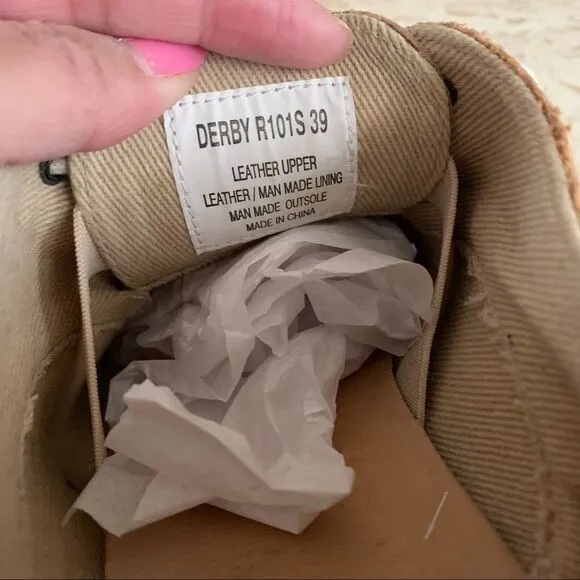 DERBY R101S 39
LEATHER UPPER
LEATHER / MAN MADE LINING
MAN MADE OUTSOLE
MADE IN CHINA